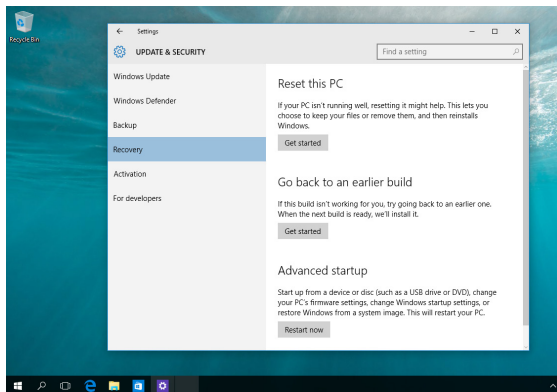 Recycle Bin
Settings
UPDATE & SECURITY
Find a setting
Windows Update
Windows Defender
Backup
Recovery
Activation
For developers
Reset this PC
If your PC isn't running well, resetting it might help. This lets you
choose to keep your files or remove them, and then reinstalls
Windows.
Get started
Go back to an earlier build
If this build isn't working for you, try going back to an earlier one.
When the next build is ready, we'll install it.
Get started
Advanced startup
Start up from a device or disc (such as a USB drive or DVD), change
your PC's firmware settings, change Windows startup settings, or
restore Windows from a system image. This will restart your PC.
Restart now